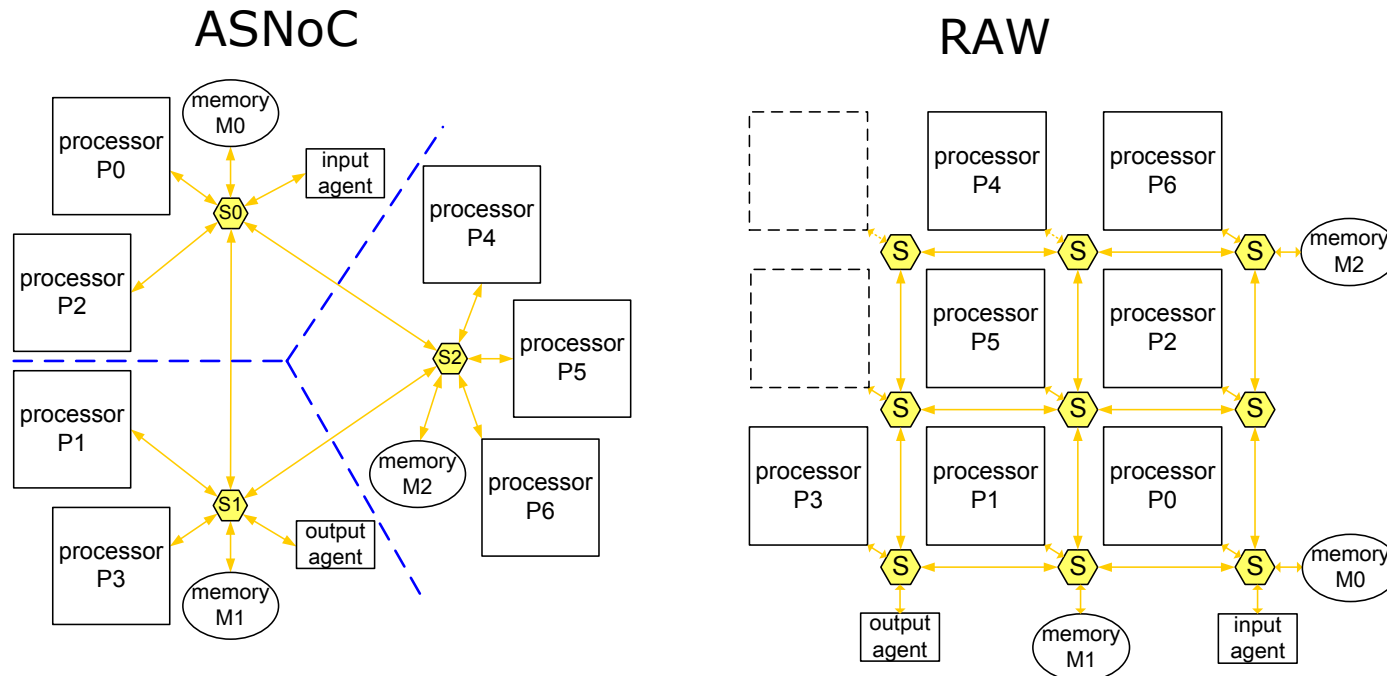 ASNoC
memory
M0
processor
P0
input
agent
S0
processor
P4
processor
P2
S2
processor
P5
processor
P1
memory
M2
processor
P6
S1
output
agent
processor
P3
memory
M1
RAW
processor
P4
processor
P6
S
S
S
memory
M2
processor
P5
processor
P2
S
S
S
processor
P3
processor
P1
processor
P0
S
S
S
memory
M0
output
agent
memory
M1
input
agent